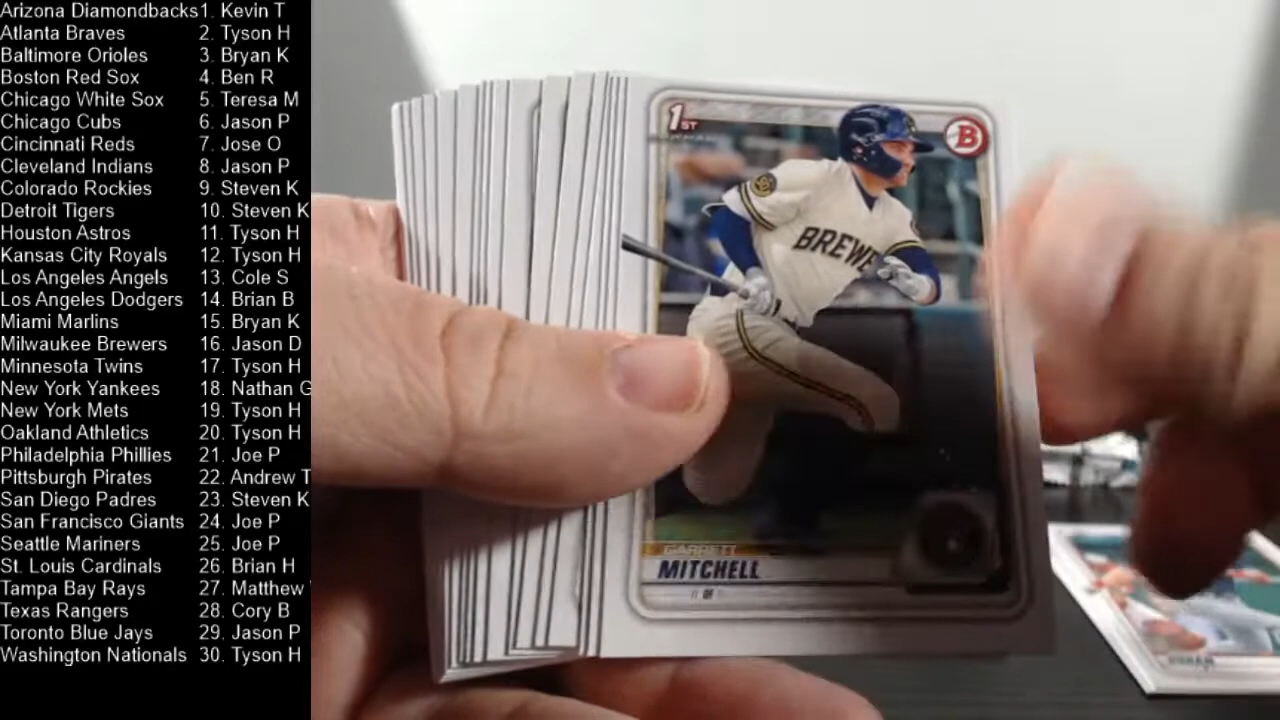 Arizona Diamondbacks 1. Kevin T
Atlanta Braves 2. Tyson H
Baltimore Orioles 3. Bryan K
Boston Red Sox 4. Ben R
Chicago White Sox 5. Teresa M
Chicago Cubs 6. Jason P
Cincinnati Reds 7. Jose O
Cleveland Indians 8. Jason P
Colorado Rockies 9. Steven K
Detroit Tigers 10. Steven K
Houston Astros 11. Tyson H
Kansas City Royals 12. Tyson H
Los Angeles Angels 13. Cole S
Los Angeles Dodgers 14. Brian B
Miami Marlins 15. Bryan K
Milwaukee Brewers 16. Jason D
Minnesota Twins 17. Tyson H
New York Yankees 18. Nathan G
New York Mets 19. Tyson H
Oakland Athletics 20. Tyson H
Philadelphia Phillies 21. Joe P
Pittsburgh Pirates 22. Andrew T
San Diego Padres 23. Steven K
San Francisco Giants 24. Joe P
Seattle Mariners 25. Joe P
St. Louis Cardinals 26. Brian H
Tampa Bay Rays 27. Matthew
Texas Rangers 28. Cory B
Toronto Blue Jays 29. Jason P
Washington Nationals 30. Tyson H
1ST
B
BREWE
GARRETT
MITCHELL
OF